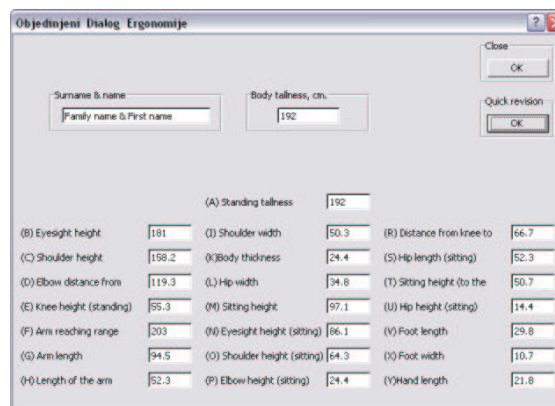 Objedinjeni Dialog Ergonomije
Close
OK
Surname & name
Family name & First name
Body tallness, cm.
192
Quick revision
OK
(A) Standing tallness 192
(B) Eyesight height 181
(I) Shoulder width 50.3
(R) Distance from knee to 66.7
(C) Shoulder height 158.2
(K)Body thickness 24.4
(S)Hip length (sitting) 52.3
(D) Elbow distance from 119.3
(L)Hip width 34.8
(T) Sitting height (to the 50.7
(E) Knee height (standing) 55.3
(M) Sitting height 97.1
(U) Hip height (sitting) 14.4
(F) Arm reaching range 203
(N) Eyesight height (sitting) 86.1
(V) Foot length 29.8
(G) Arm length 94.5
(O) Shoulder height (sitting) 64.3
(X) Foot width 10.7
(H)Length of the arm 52.3
(P) Elbow height (sitting) 24.4
(Y)Hand length 21.8